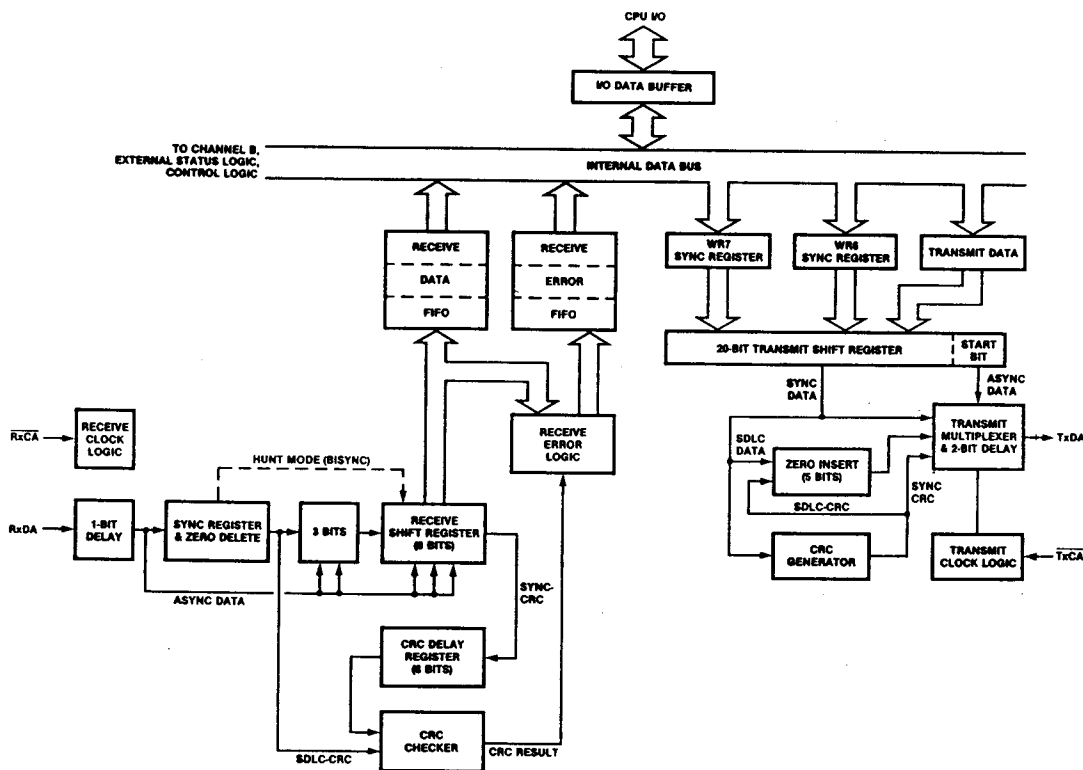 CPU I/O
I/O DATA BUFFER
TO CHANNEL B,
EXTERNAL STATUS LOGIC,
CONTROL LOGIC
INTERNAL DATA BUS
RECEIVE
DATA
FIFO
RECEIVE
ERROR
FIFO
WR7
SYNC REGISTER
WR6
SYNC REGISTER
TRANSMIT DATA
20-BIT TRANSMIT SHIFT REGISTER
START
BIT
SYNC
DATA
ASYNC
DATA
RxCA
RECEIVE
CLOCK
LOGIC
HUNT MODE (BISYNC)
RECEIVE
ERROR
LOGIC
TRANSMIT
MULTIPLEXER
& 2-BIT DELAY
TxDA
SDLC
DATA
ZERO INSERT
(5 BITS)
SDLC-CRC
SYNC
CRC
RxDA
1-BIT
DELAY
SYNC REGISTER
& ZERO DELETE
3 BITS
RECEIVE
SHIFT REGISTER
(8 BITS)
CRC
GENERATOR
TRANSMIT
CLOCK LOGIC
TxCA
ASYNC DATA
SYNC-
CRC
CRC DELAY
REGISTER
(8 BITS)
CRC
CHECKER
SDLC-CRC
CRC RESULT